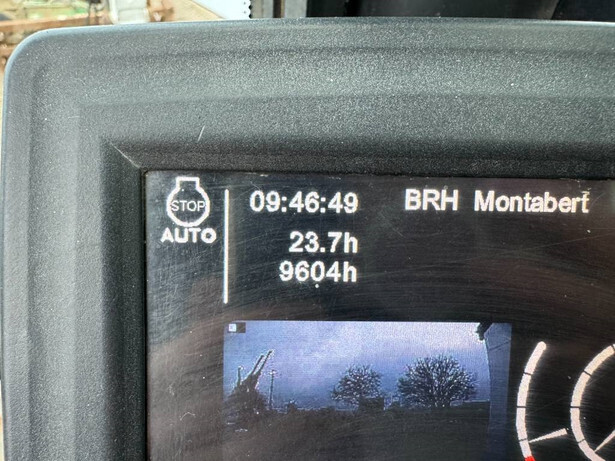 STOP
AUTO
09:46:49 BRH Montabert
23.7h
9604h